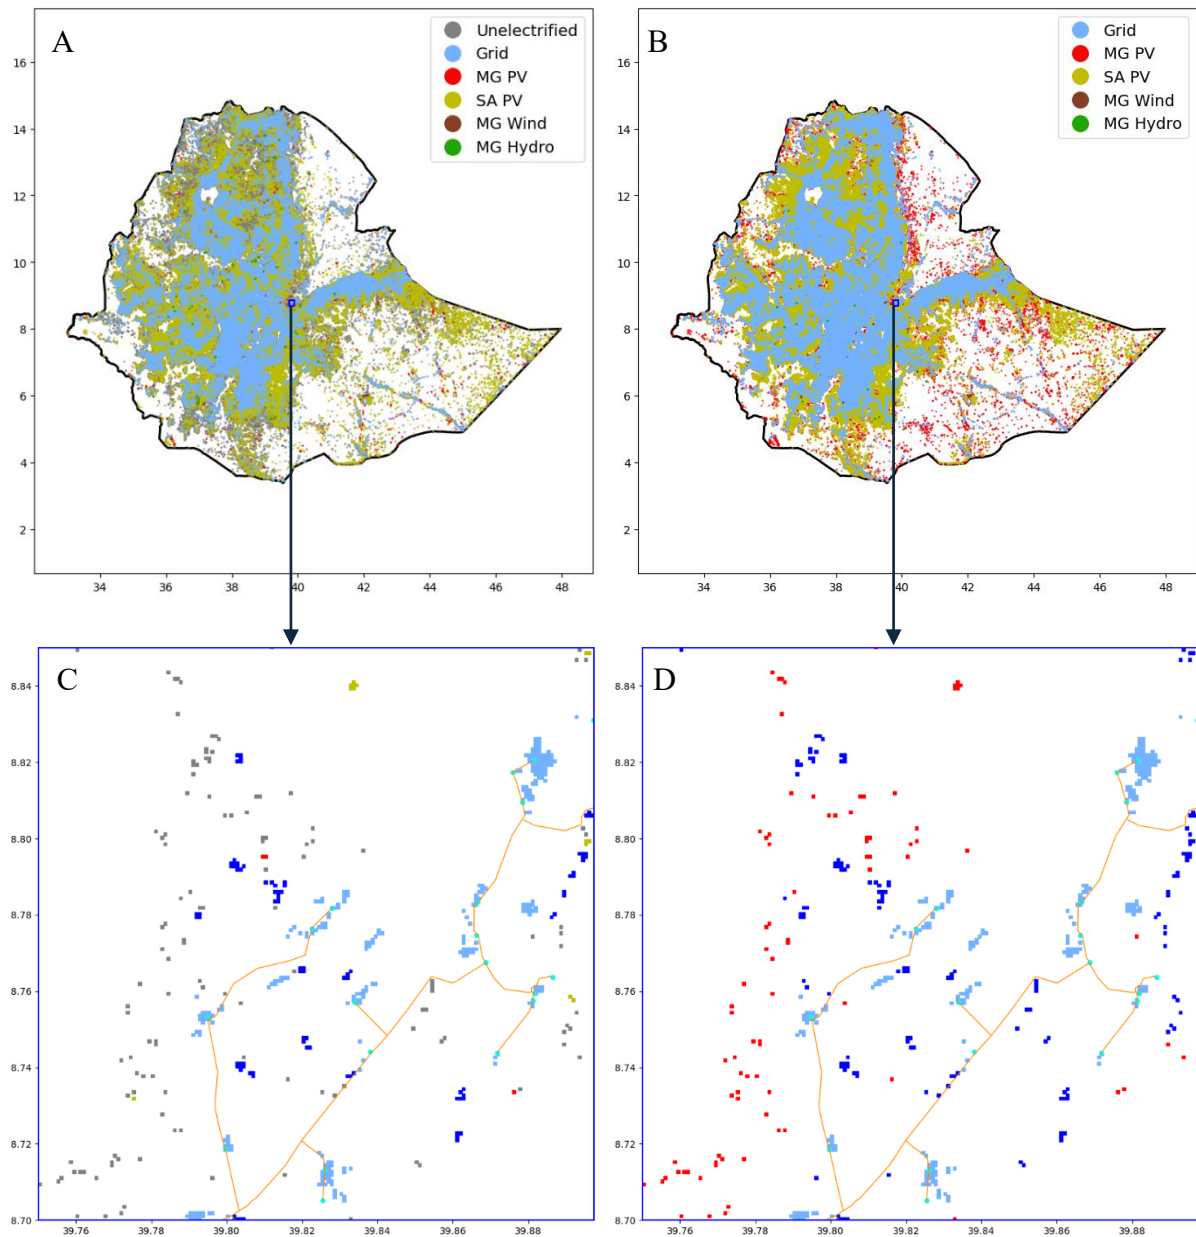 A
Unelectrified
Grid
MG PV
SA PV
MG Wind
MG Hydro
16
14
12
10
8
6
4
2
34 36 38 40 42 44 46 48
B
Grid
MG PV
SA PV
MG Wind
MG Hydro
16
14
12
10
8
6
4
2
34 36 38 40 42 44 46 48
C
8.84
8.82
8.80
8.78
8.76
8.74
8.72
8.70
39.76 39.78 39.80 39.82 39.84 39.86 39.88
D
8.84
8.82
8.80
8.78
8.76
8.74
8.72
8.70
39.76 39.78 39.80 39.82 39.84 39.86 39.88